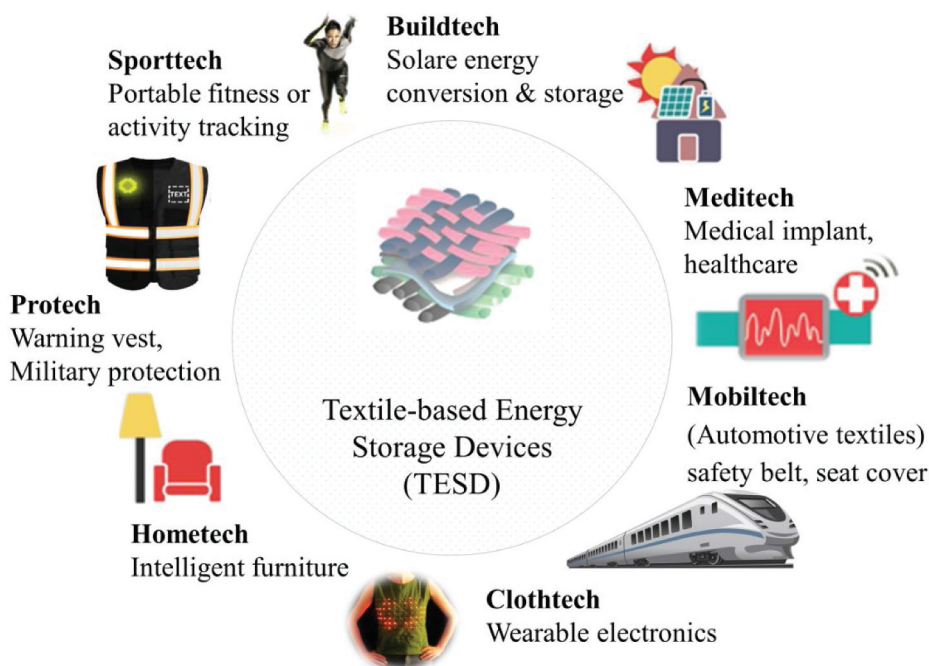 Buildtech
Solare energy
conversion & storage
Sporttech
Portable fitness or
activity tracking
TEXT
Meditech
Medical implant,
healthcare
Protech
Warning vest,
Military protection
Mobiltech
(Automotive textiles)
safety belt, seat cover
Textile-based Energy
Storage Devices
(TESD)
Hometech
Intelligent furniture
Clothtech
Wearable electronics